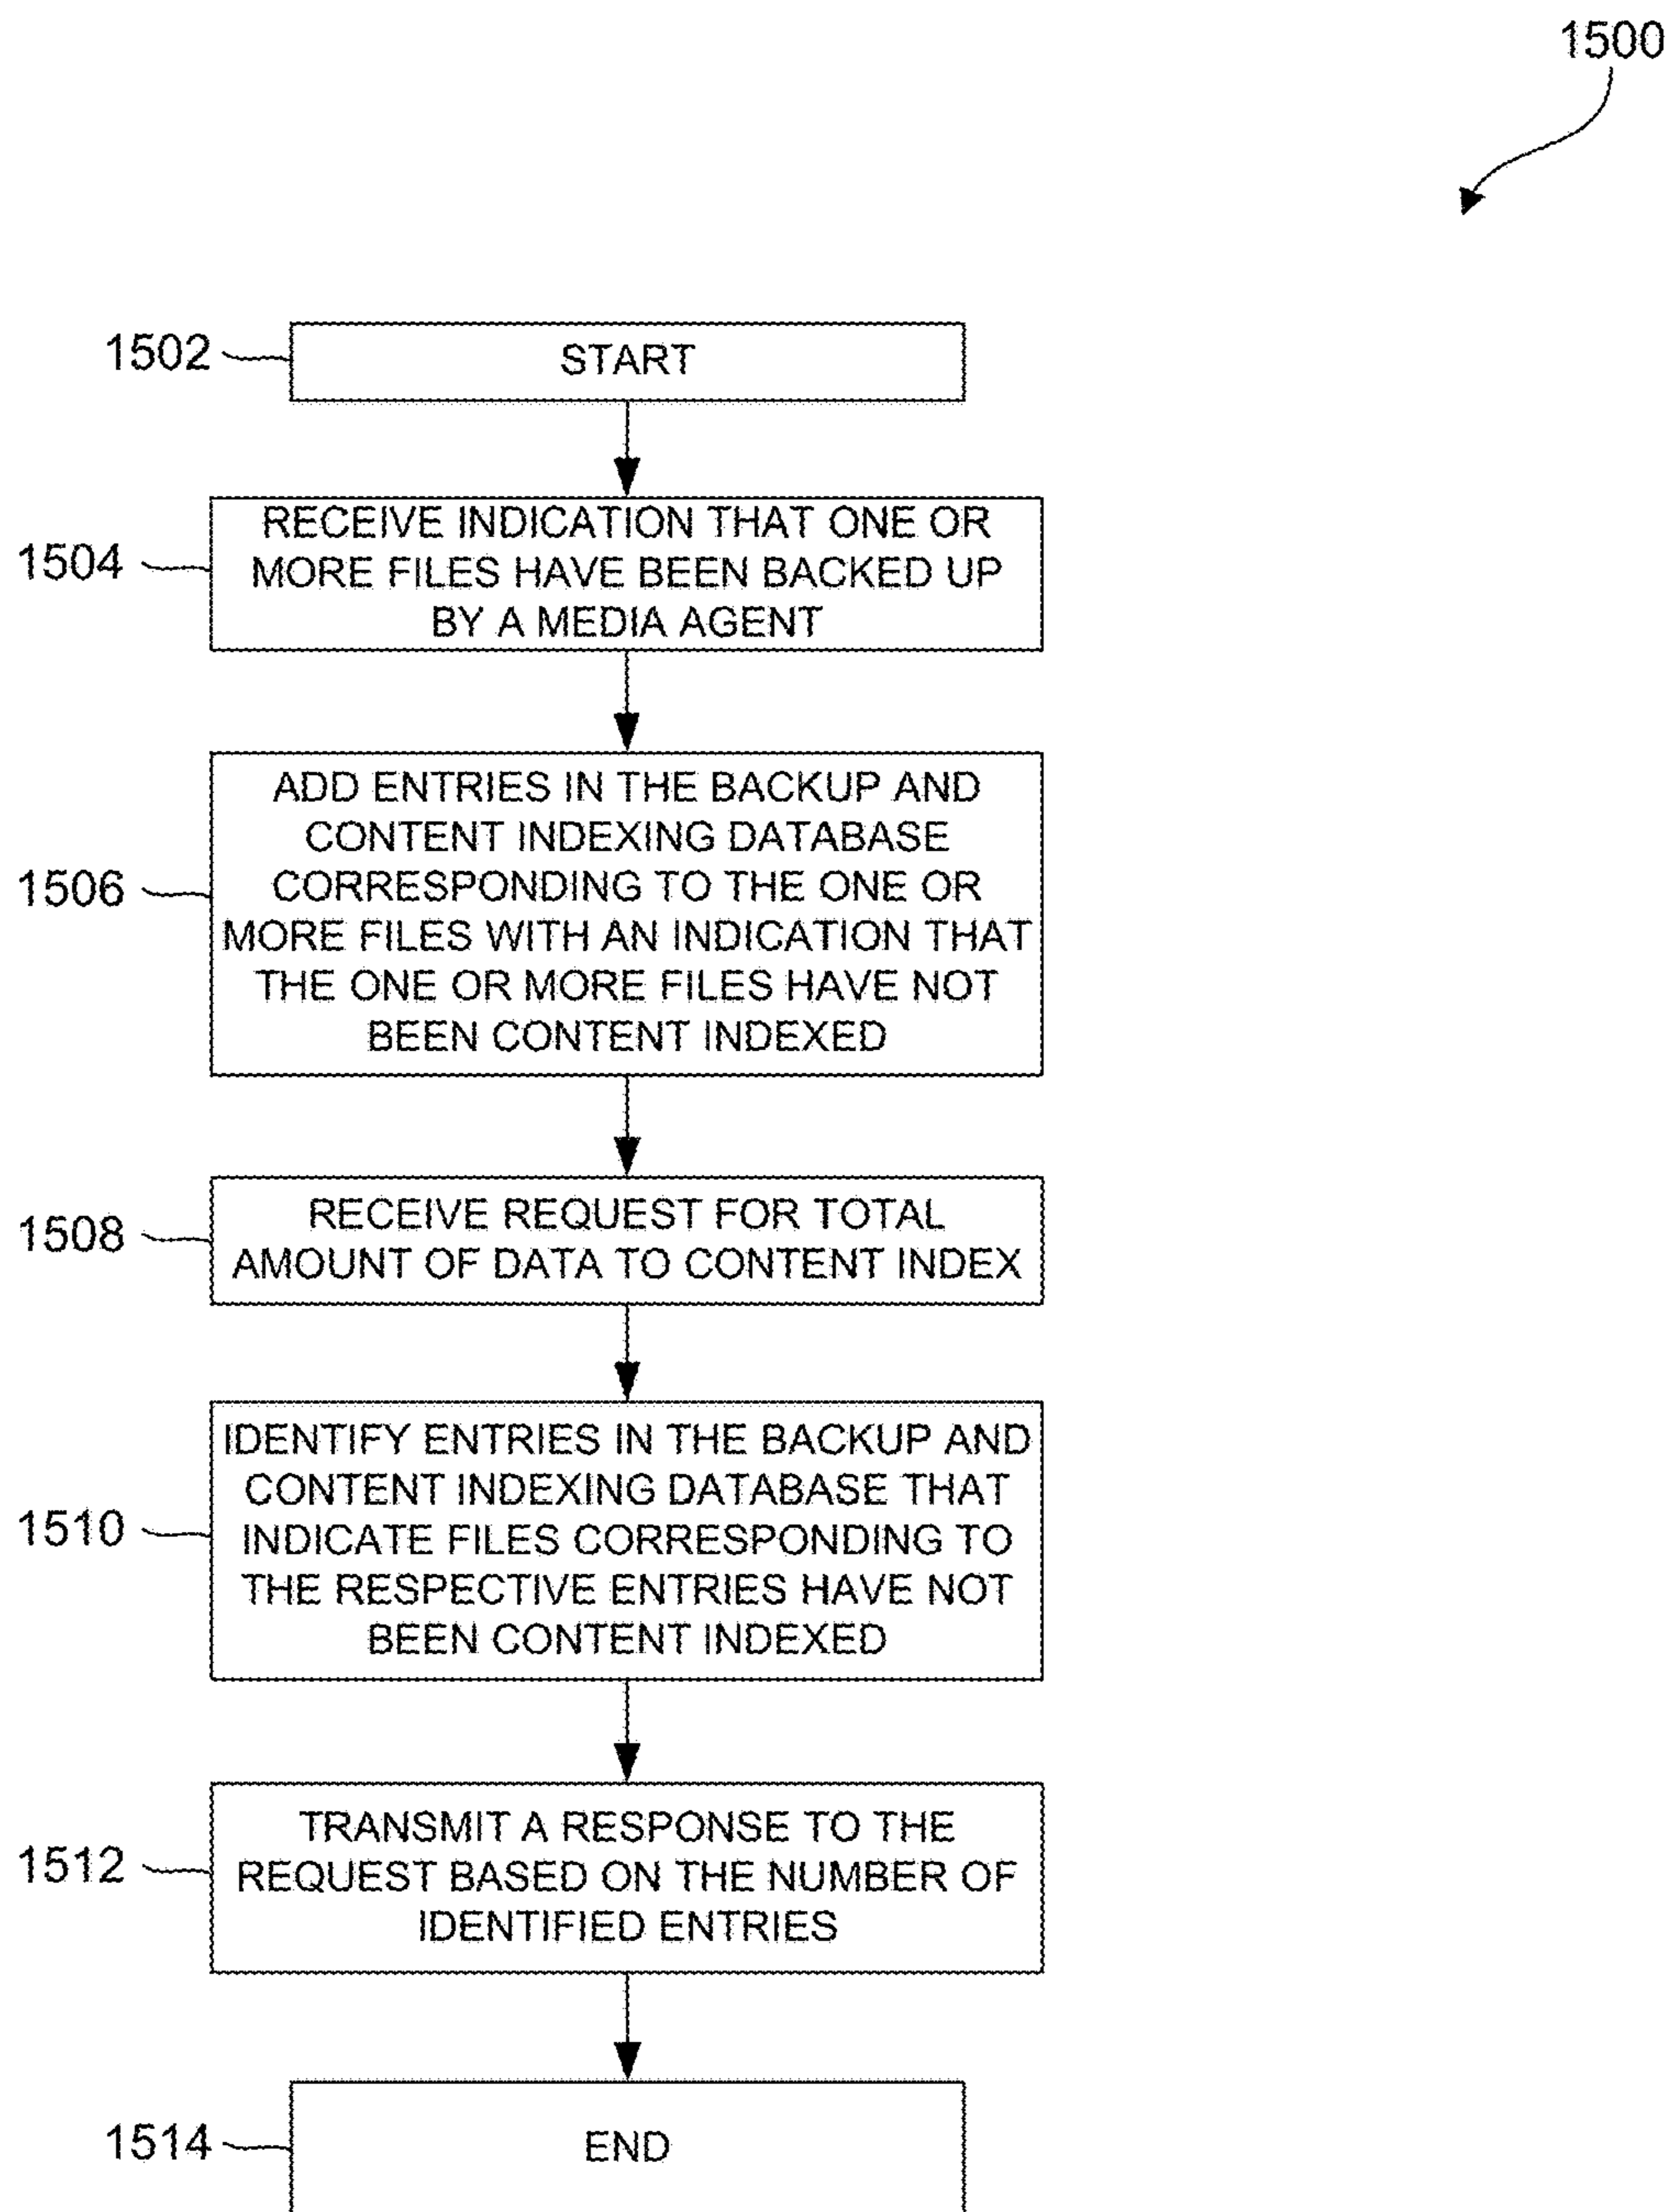 1500
1502
START
1504
RECEIVE INDICATION THAT ONE OR
MORE FILES HAVE BEEN BACKED UP
BY A MEDIA AGENT
1506
ADD ENTRIES IN THE BACKUP AND
CONTENT INDEXING DATABASE
CORRESPONDING TO THE ONE OR
MORE FILES WITH AN INDICATION THAT
THE ONE OR MORE FILES HAVE NOT
BEEN CONTENT INDEXED
1508
RECEIVE REQUEST FOR TOTAL
AMOUNT OF DATA TO CONTENT INDEX
1510
IDENTIFY ENTRIES IN THE BACKUP AND
CONTENT INDEXING DATABASE THAT
INDICATE FILES CORRESPONDING TO
THE RESPECTIVE ENTRIES HAVE NOT
BEEN CONTENT INDEXED
1512
TRANSMIT A RESPONSE TO THE
REQUEST BASED ON THE NUMBER OF
IDENTIFIED ENTRIES
1514
END